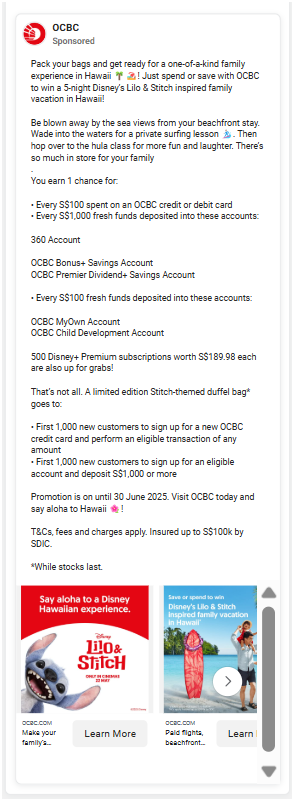 OCBC
Sponsored
Pack your bags and get ready for a one-of-a-kind family
experience in Hawaii 🌴 🏖️! Just spend or save with OCBC
to win a 5-night Disney's Lilo & Stitch inspired family
vacation in Hawaii!
Be blown away by the sea views from your beachfront stay.
Wade into the waters for a private surfing lesson 🏄. Then
hop over to the hula class for more fun and laughter. There's
so much in store for your family
.
You earn 1 chance for:
• Every S$100 spent on an OCBC credit or debit card
• Every S$1,000 fresh funds deposited into these accounts:
360 Account
OCBC Bonus+ Savings Account
OCBC Premier Dividend+ Savings Account
• Every S$100 fresh funds deposited into these accounts:
OCBC MyOwn Account
OCBC Child Development Account
500 Disney+ Premium subscriptions worth S$189.98 each
are also up for grabs!
That's not all. A limited edition Stitch-themed duffel bag*
goes to:
• First 1,000 new customers to sign up for a new OCBC
credit card and perform an eligible transaction of any
amount
• First 1,000 new customers to sign up for an eligible
account and deposit S$1,000 or more
Promotion is on until 30 June 2025. Visit OCBC today and
say aloha to Hawaii 🌺!
T&Cs, fees and charges apply. Insured up to S$100k by
SDIC.
*While stocks last.
Say aloha to a Disney
Hawaiian experience.
Disney
LILO &
STITCH
ONLY IN CINEMAS
22 MAY
OCBC.COM
Make your
family's...
Learn More
Save or spend to win
Disney's Lilo & Stitch
inspired family vacation
in Hawaii
OCBC.COM
Paid flights,
beachfront...
Learn